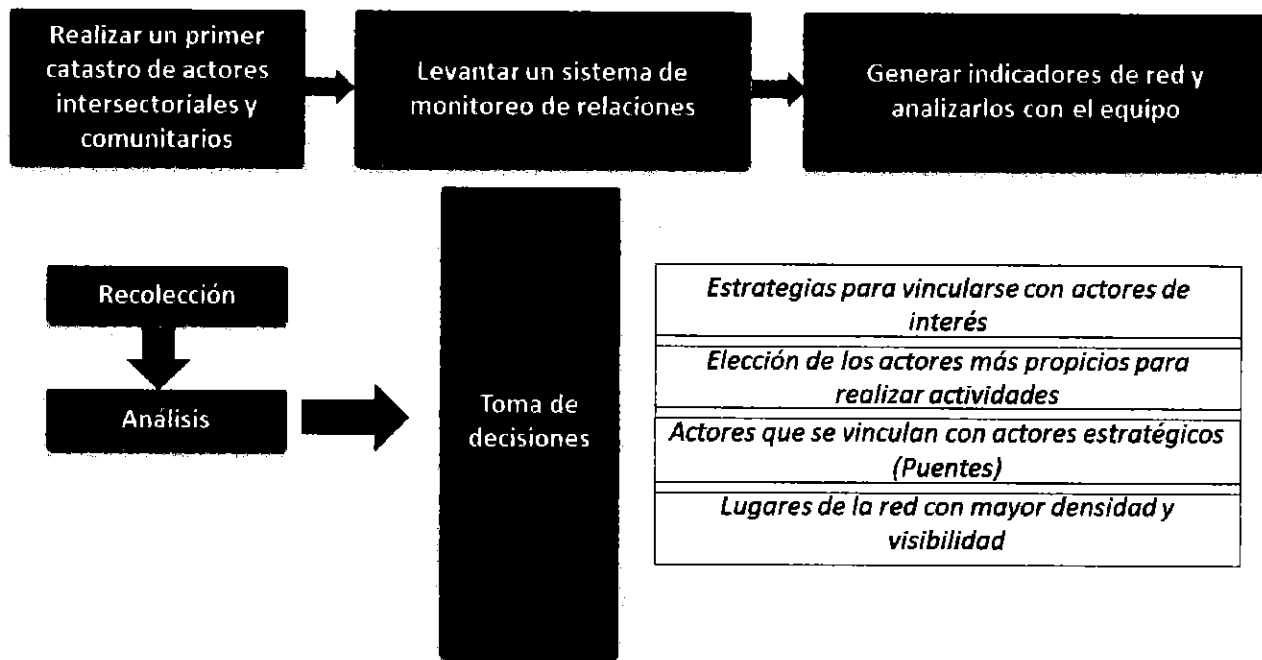 Realizar un primer
catastro de actores
intersectoriales y
comunitarios
Levantar un sistema de
monitoreo de relaciones
Generar indicadores de red y
analizarlos con el equipo
Recolección
Análisis
Toma de
decisiones
Estrategias para vincularse con actores de
interés
Elección de los actores más propicios para
realizar actividades
Actores que se vinculan con actores estratégicos
(Puentes)
Lugares de la red con mayor densidad y
visibilidad